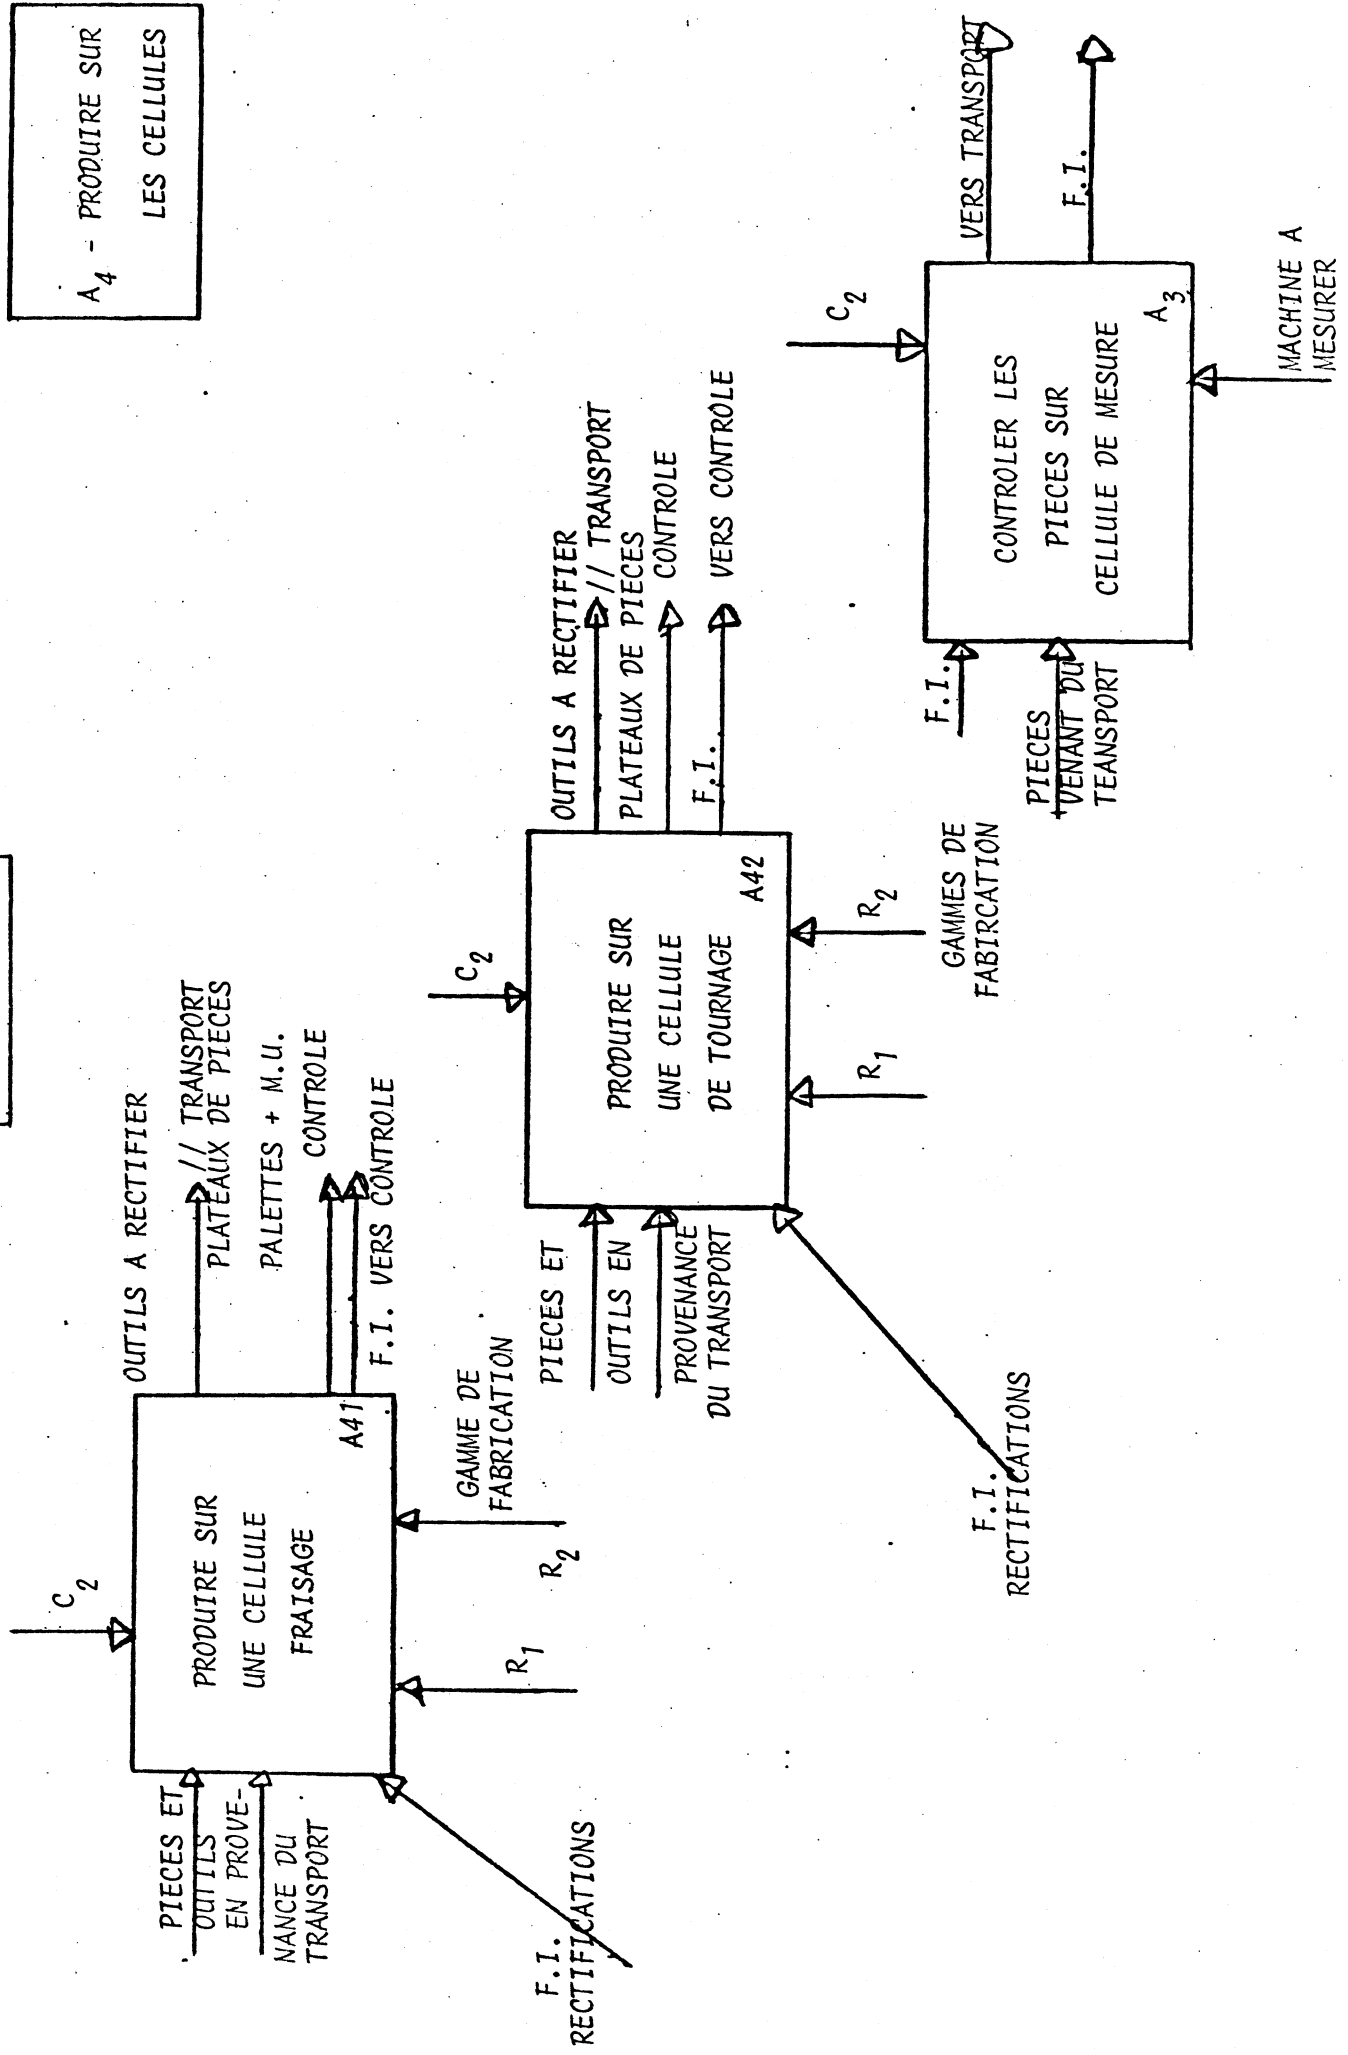 A4 - PRODUIRE SUR
LES CELLULES
C2
PIECES ET
OUTILS
EN PROVE-
NANCE DU
TRANSPORT
PRODUIRE SUR
UNE CELLULE
FRAISAGE
A41
OUTILS A RECTIFIER
// TRANSPORT
PLATEAUX DE PIECES
PALETTES + M.U.
CONTROLE
F.I. VERS CONTROLE
F.I.
RECTIFICATIONS
R1
R2
GAMME DE
FABRICATION
C2
PIECES ET
OUTILS EN
PROVENANCE
DU TRANSPORT
PRODUIRE SUR
UNE CELLULE
DE TOURNAGE
A42
OUTILS A RECTIFIER
// TRANSPORT
PLATEAUX DE PIECES
CONTROLE
F.I. VERS CONTROLE
F.I.
RECTIFICATIONS
R1
R2
GAMMES DE
FABIRCATION
C2
F.I.
PIECES
VENANT DU
TEANSPORT
CONTROLER LES
PIECES SUR
CELLULE DE MESURE
A3
VERS TRANSPORT
F.I.
MACHINE A
MESURER